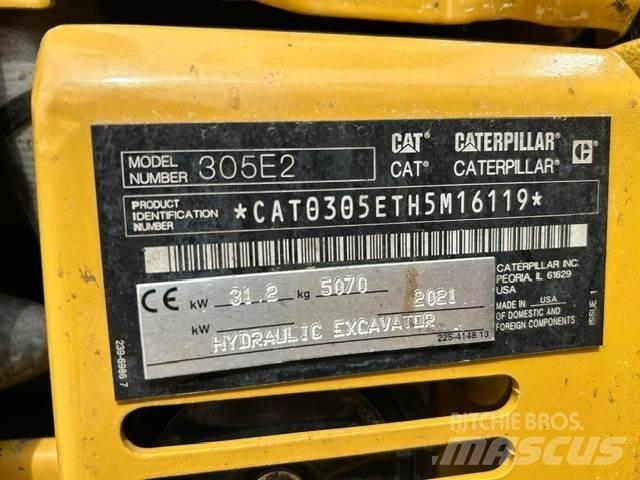 MODEL NUMBER 305E2
CAT CATERPILLAR
CAT® CATERPILLAR®
PRODUCT IDENTIFICATION NUMBER *CAT0305ETH5M16119*
CATERPILLAR INC.
PEORIA, IL 61629
USA
CE kW 31.2 kg 5070 2021
kW
HYDRAULIC EXCAVATOR
225-4148 13
MADE IN USA
OF DOMESTIC AND
FOREIGN COMPONENTS
ISSUE 1
239-6986 7
RITCHIE BROS.
MASCUS